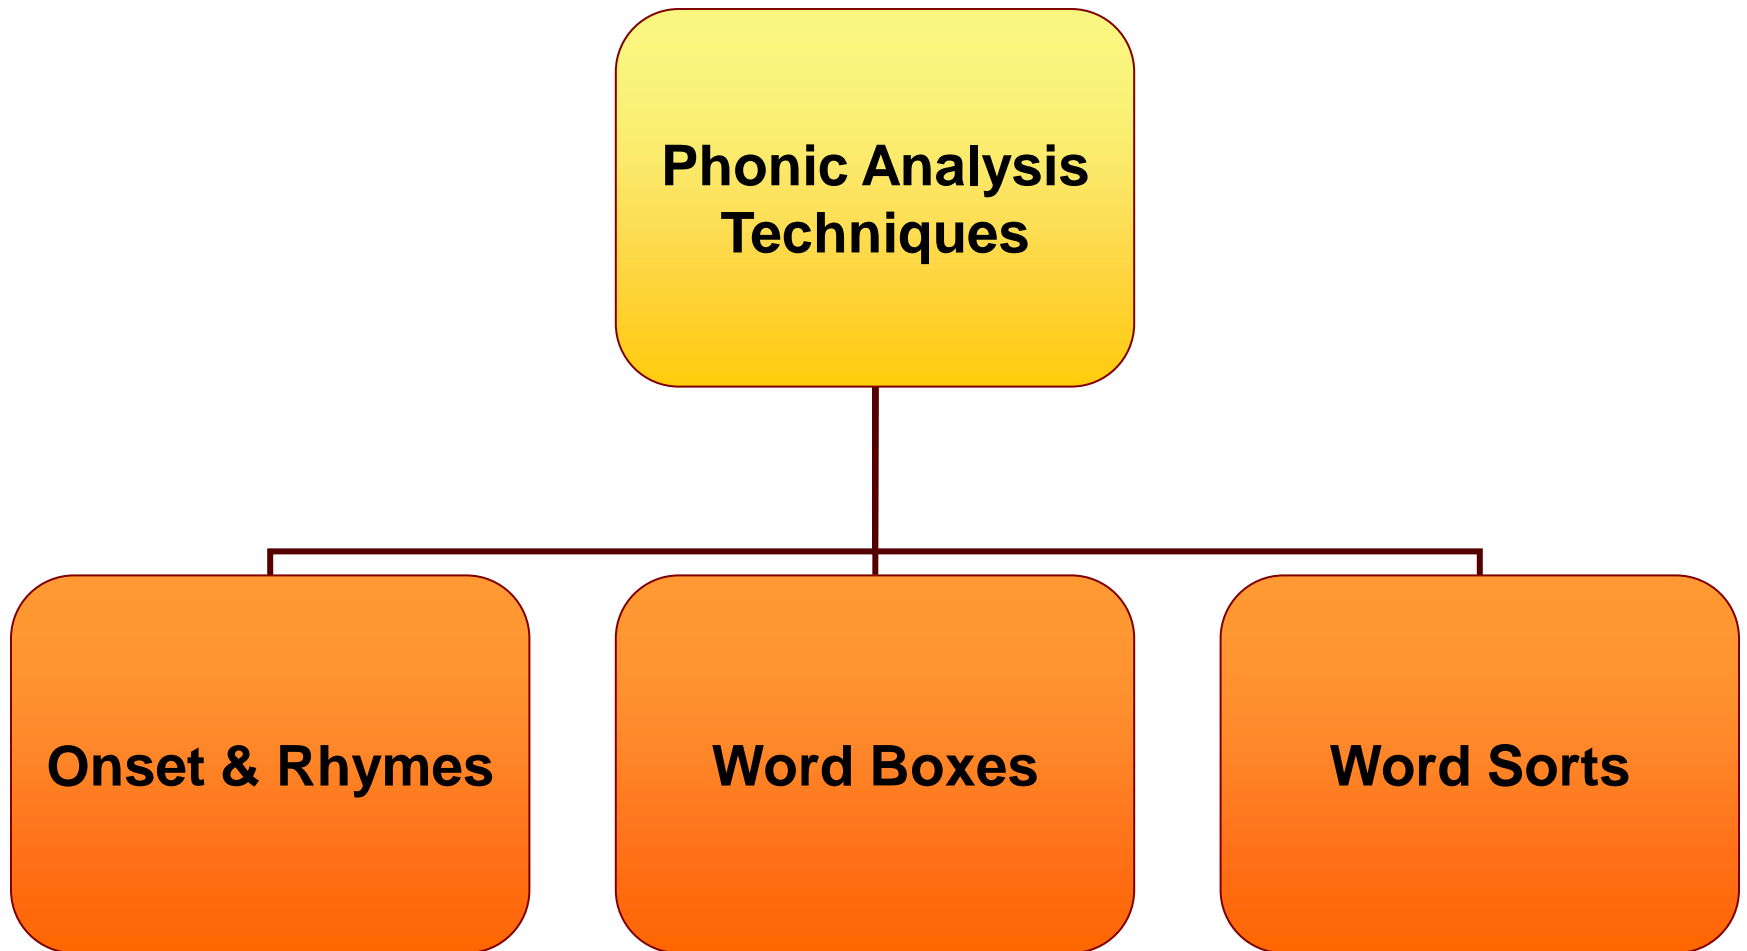 Phonic Analysis
Techniques
Onset & Rhymes
Word Boxes
Word Sorts